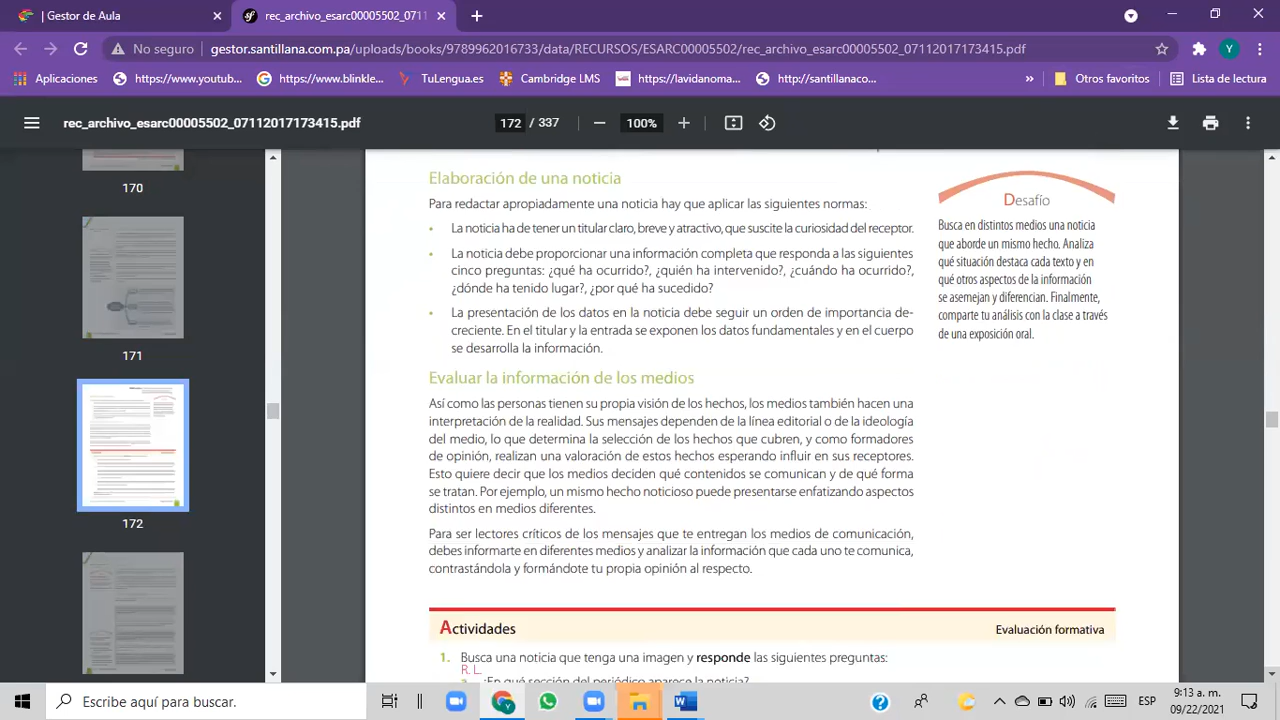 Gestor de Aula
rec_archivo_esarc00005502_0711
No seguro
gestor.santillana.com.pa/uploads/books/9789962016733/data/RECURSOS/ESARC00005502/rec_archivo_esarc00005502_07112017173415.pdf
Y
Aplicaciones
https://www.youtub...
https://www.blinkle...
TuLengua.es
Cambridge LMS
https://lavidanoma...
http://santillanaco...
»
Otros favoritos
Lista de lectura
rec_archivo_esarc00005502_07112017173415.pdf
172 / 337
100%
170
171
172
Elaboración de una noticia
Para redactar apropiadamente una noticia hay que aplicar las siguientes normas:
• La noticia ha de tener un titular claro, breve y atractivo, que suscite la curiosidad del receptor.
• La noticia debe proporcionar una información completa que responda a las siguientes
cinco preguntas: ¿qué ha ocurrido?, ¿quién ha intervenido?, ¿cuándo ha ocurrido?,
¿dónde ha tenido lugar?, ¿por qué ha sucedido?
• La presentación de los datos en la noticia debe seguir un orden de importancia de-
creciente. En el titular y la entrada se exponen los datos fundamentales y en el cuerpo
se desarrolla la información.
Evaluar la información de los medios
Así como las personas tienen su propia visión de los hechos, los medios también hacen una
interpretación de la realidad. Sus mensajes dependen de la línea editorial o de la ideología
del medio, lo que determina la selección de los hechos que cubren, y como formadores
de opinión, realizan una valoración de estos hechos esperando influir en sus receptores.
Esto quiere decir que los medios deciden qué contenidos se comunican y de qué forma
se tratan. Por ejemplo, un mismo hecho noticioso puede presentarse enfatizando aspectos
distintos en medios diferentes.
Para ser lectores críticos de los mensajes que te entregan los medios de comunicación,
debes informarte en diferentes medios y analizar la información que cada uno te comunica,
contrastándola y formándote tu propia opinión al respecto.
Desafío
Busca en distintos medios una noticia
que aborde un mismo hecho. Analiza
qué situación destaca cada texto y en
qué otros aspectos de la información
se asemejan y diferencian. Finalmente,
comparte tu análisis con la clase a través
de una exposición oral.
Actividades
Evaluación formativa
1. Busca una noticia que tenga una imagen y responde las siguientes preguntas:
R. L.
¿En qué sección del periódico aparece la noticia?
Escribe aquí para buscar.
ESP
9:13 a. m.
09/22/2021